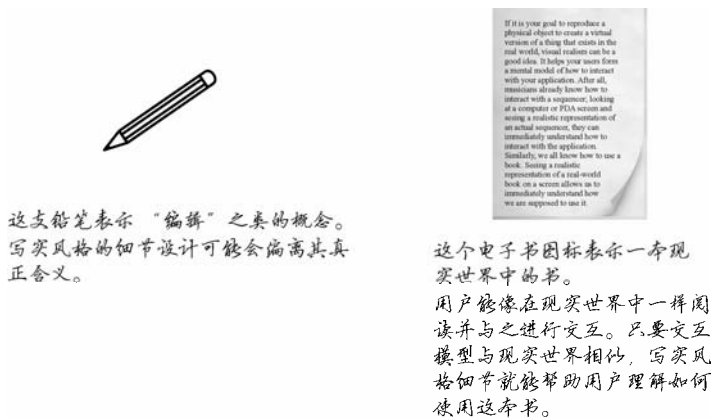 这支铅笔表示“编辑”之类的概念。
写实风格的细节设计可能会偏离其真
正含义。
If it is your goal to reproduce a
physical object to create a virtual
version of a thing that exists in the
real world, visual realism can be a
good idea. It helps your users form
a mental model of how to interact
with your application. After all,
musicians already know how to
interact with a sequencer; looking
at a computer or PDA screen and
seeing a realistic representation of
an actual sequencer, they can
immediately understand how to
interact with the application.
Similarly, we all know how to use a
book. Seeing a realistic
representation of a real-world
book on a screen allows us to
immediately understand how
we are supposed to use it.
这个电子书图标表示一本现
实世界中的书。
用户能像在现实世界中一样阅
读并与之进行交互。只要交互
模型与现实世界相似，写实风
格细节就能帮助用户理解如何
使用这本书。